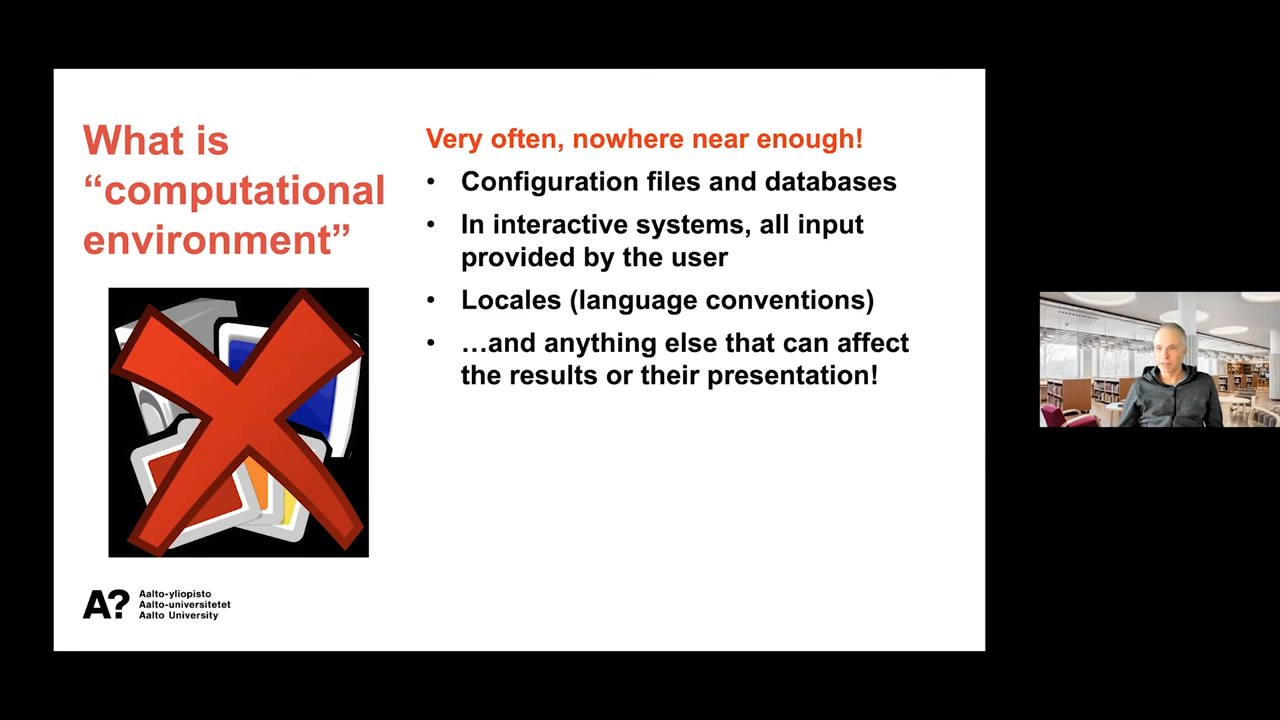 What is
“computational
environment”
Very often, nowhere near enough!
• Configuration files and databases
• In interactive systems, all input
provided by the user
• Locales (language conventions)
• …and anything else that can affect
the results or their presentation!
A?
Aalto-yliopisto
Aalto-universitetet
Aalto University